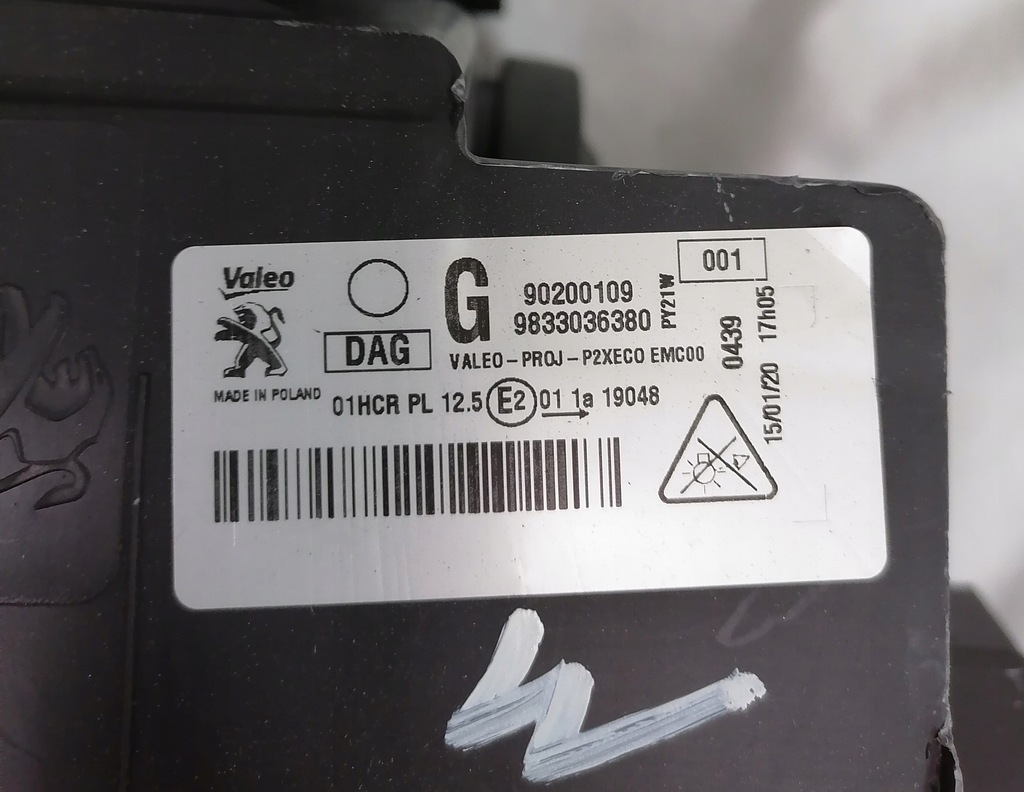 Valeo
DAG
MADE IN POLAND
G
90200109
9833036380
PY21W
001
VALEO-PROJ-P2XECO EMC00
01HCR PL 12.5 E2 01 1a 19048
0439
15/01/20 17h05